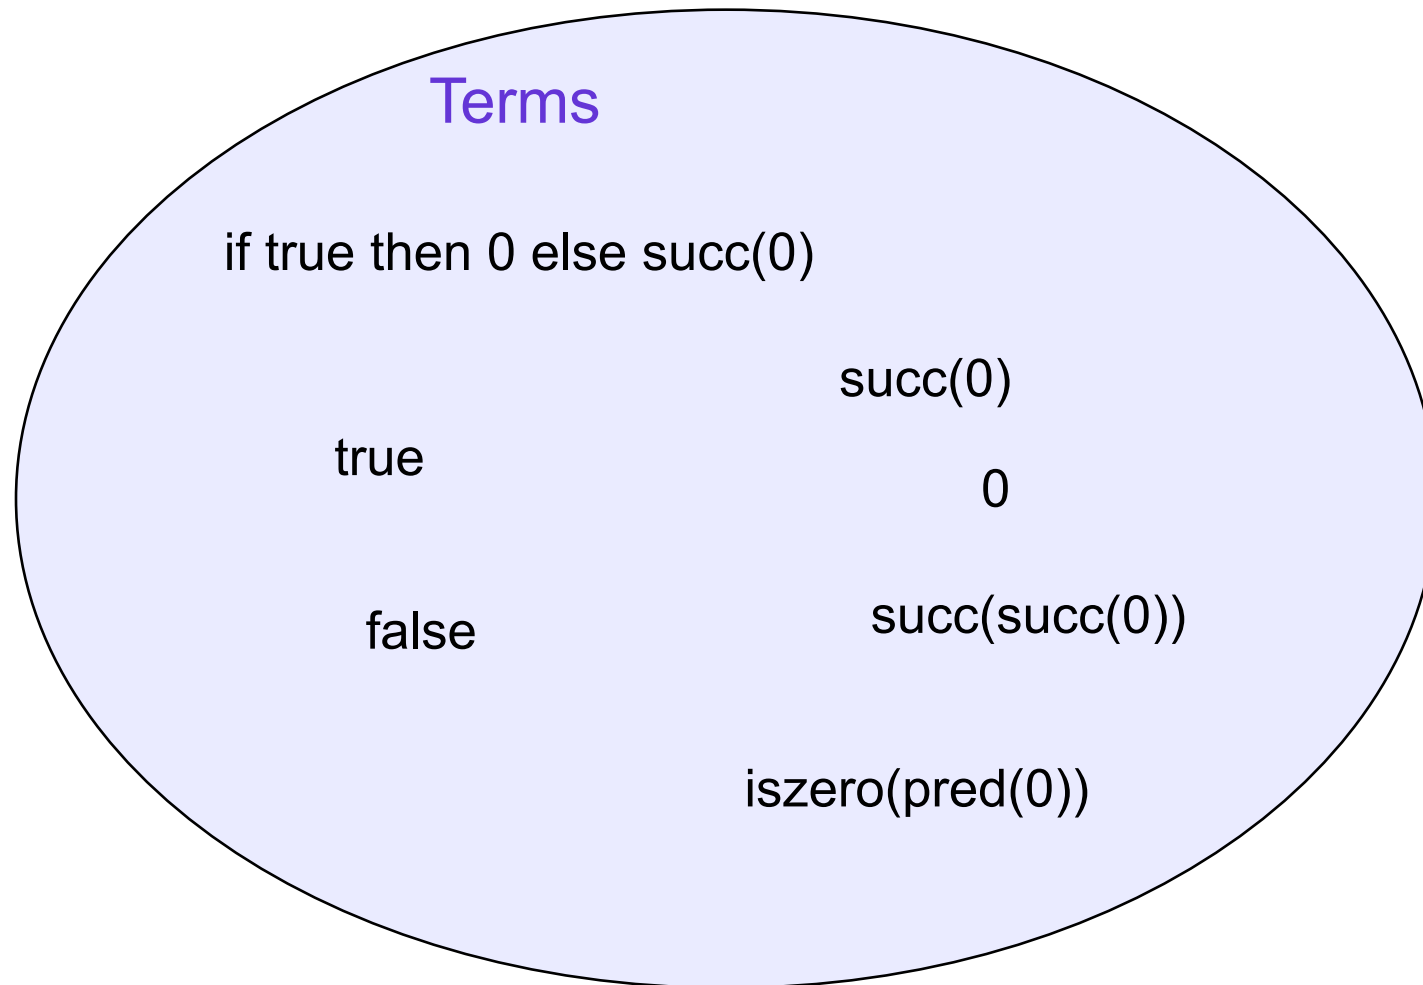 Terms
if true then 0 else succ(0)
succ(0)
true
0
succ(succ(0))
false
iszero(pred(0))